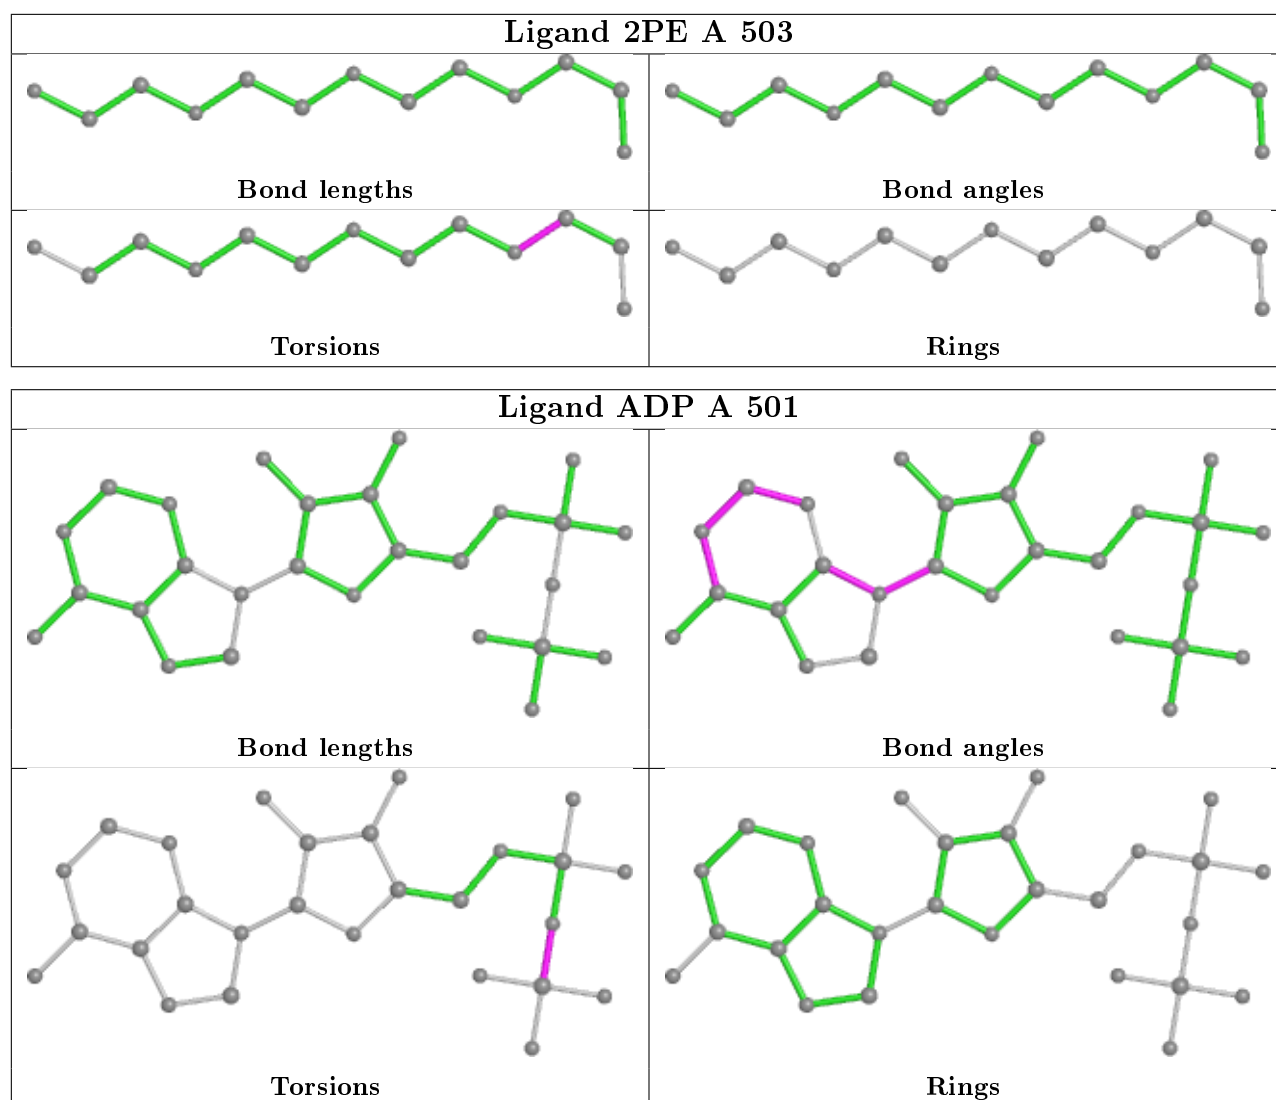 Ligand 2PE A 503
Bond lengths
Bond angles
Torsions
Rings
Ligand ADP A 501
Bond lengths
Bond angles
Torsions
Rings